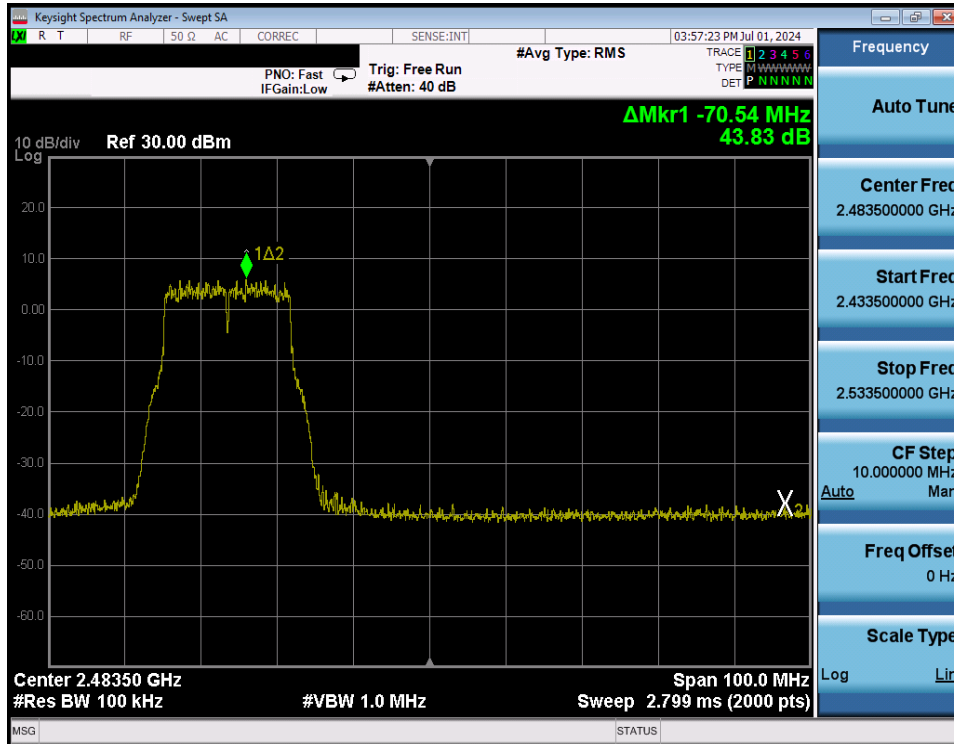 Keysight Spectrum Analyzer - Swept SA
LXI R T RF 50 Ω AC CORREC SENSE:INT 03:57:23 PM Jul 01, 2024
PNO: Fast
IFGain:Low
Trig: Free Run
#Atten: 40 dB
#Avg Type: RMS
TRACE 1 2 3 4 5 6
TYPE M W W W W W
DET P N N N N N
ΔMkr1 -70.54 MHz
43.83 dB
10 dB/div
Log
Ref 30.00 dBm
20.0
10.0
0.00
-10.0
-20.0
-30.0
-40.0
-50.0
-60.0
1Δ2
X2
Center 2.48350 GHz
#Res BW 100 kHz
#VBW 1.0 MHz
Span 100.0 MHz
Sweep 2.799 ms (2000 pts)
MSG
STATUS
Frequency
Auto Tune
Center Freq
2.483500000 GHz
Start Freq
2.433500000 GHz
Stop Freq
2.533500000 GHz
CF Step
10.000000 MHz
Auto Man
Freq Offset
0 Hz
Scale Type
Log Lin